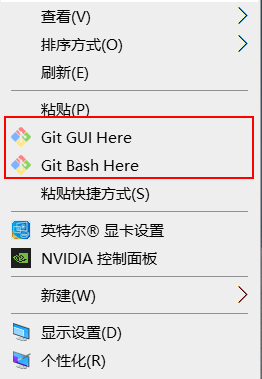 查看(V)
排序方式(O)
刷新(E)
粘贴(P)
Git GUI Here
Git Bash Here
粘贴快捷方式(S)
英特尔® 显卡设置
NVIDIA 控制面板
新建(W)
显示设置(D)
个性化(R)